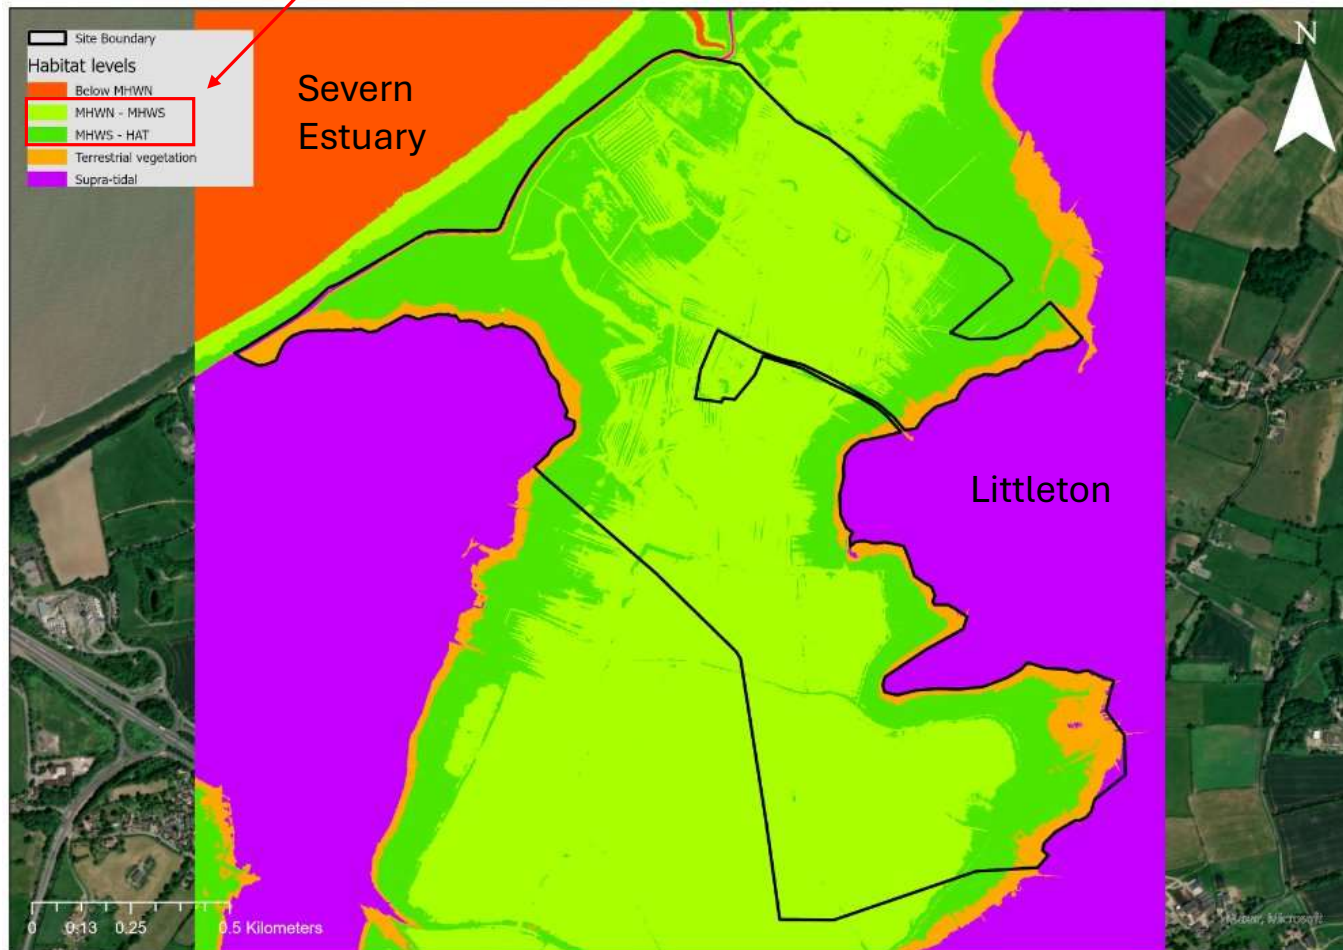 Site Boundary
Habitat levels
Below MHWN
MHWN - MHWS
MHWS - HAT
Terrestrial vegetation
Supra-tidal
Severn
Estuary
N
Littleton
0 0.13 0.25 0.5 Kilometers
Microsoft